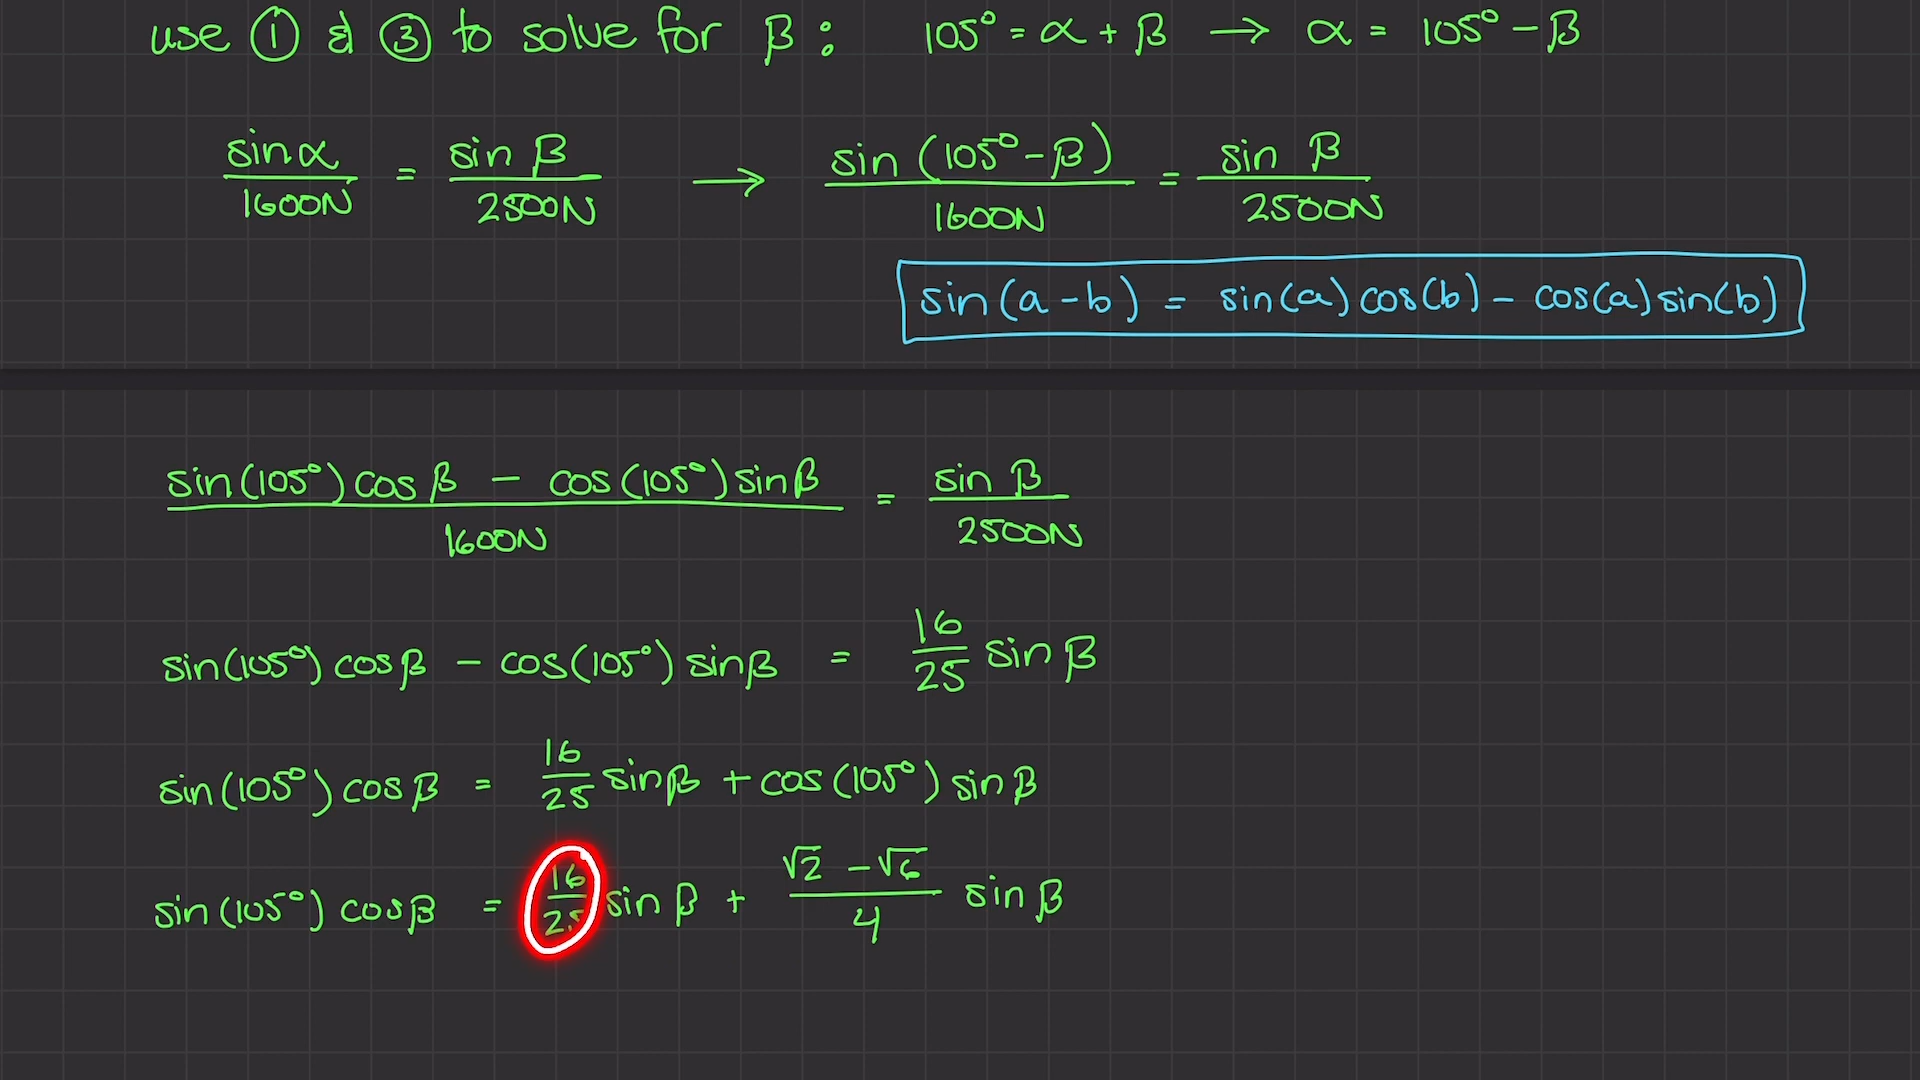 use ① & ③ to solve for β : 105° = α + β → α = 105° - β
sin α / 1600N = sin β / 2500N → sin (105° - β) / 1600N = sin β / 2500N
sin(a - b) = sin(a) cos(b) - cos(a) sin(b)
sin(105°) cos β - cos(105°) sin β / 1600N = sin β / 2500N
sin(105°) cos β - cos(105°) sin β = 16/25 sin β
sin(105°) cos β = 16/25 sin β + cos(105°) sin β
sin(105°) cos β = 16/25 sin β + √2 - √6 / 4 sin β